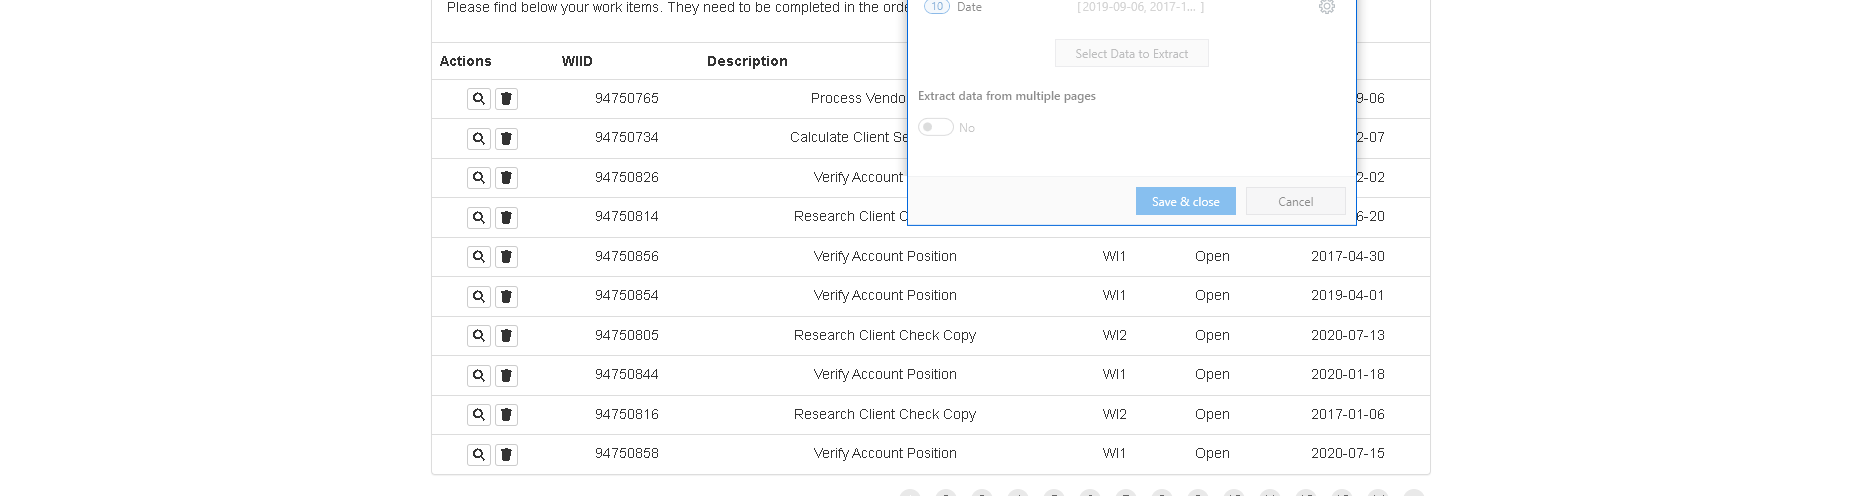 Please find below your work items. They need to be completed in the orde
10 Date [2019-09-06, 2017-1... ]
Select Data to Extract
Extract data from multiple pages
No
Save & close Cancel
Actions WIID Description
94750765 Process Vendo 9-06
94750734 Calculate Client Se 2-07
94750826 Verify Account 2-02
94750814 Research Client C 6-20
94750856 Verify Account Position WI1 Open 2017-04-30
94750854 Verify Account Position WI1 Open 2019-04-01
94750805 Research Client Check Copy WI2 Open 2020-07-13
94750844 Verify Account Position WI1 Open 2020-01-18
94750816 Research Client Check Copy WI2 Open 2017-01-06
94750858 Verify Account Position WI1 Open 2020-07-15